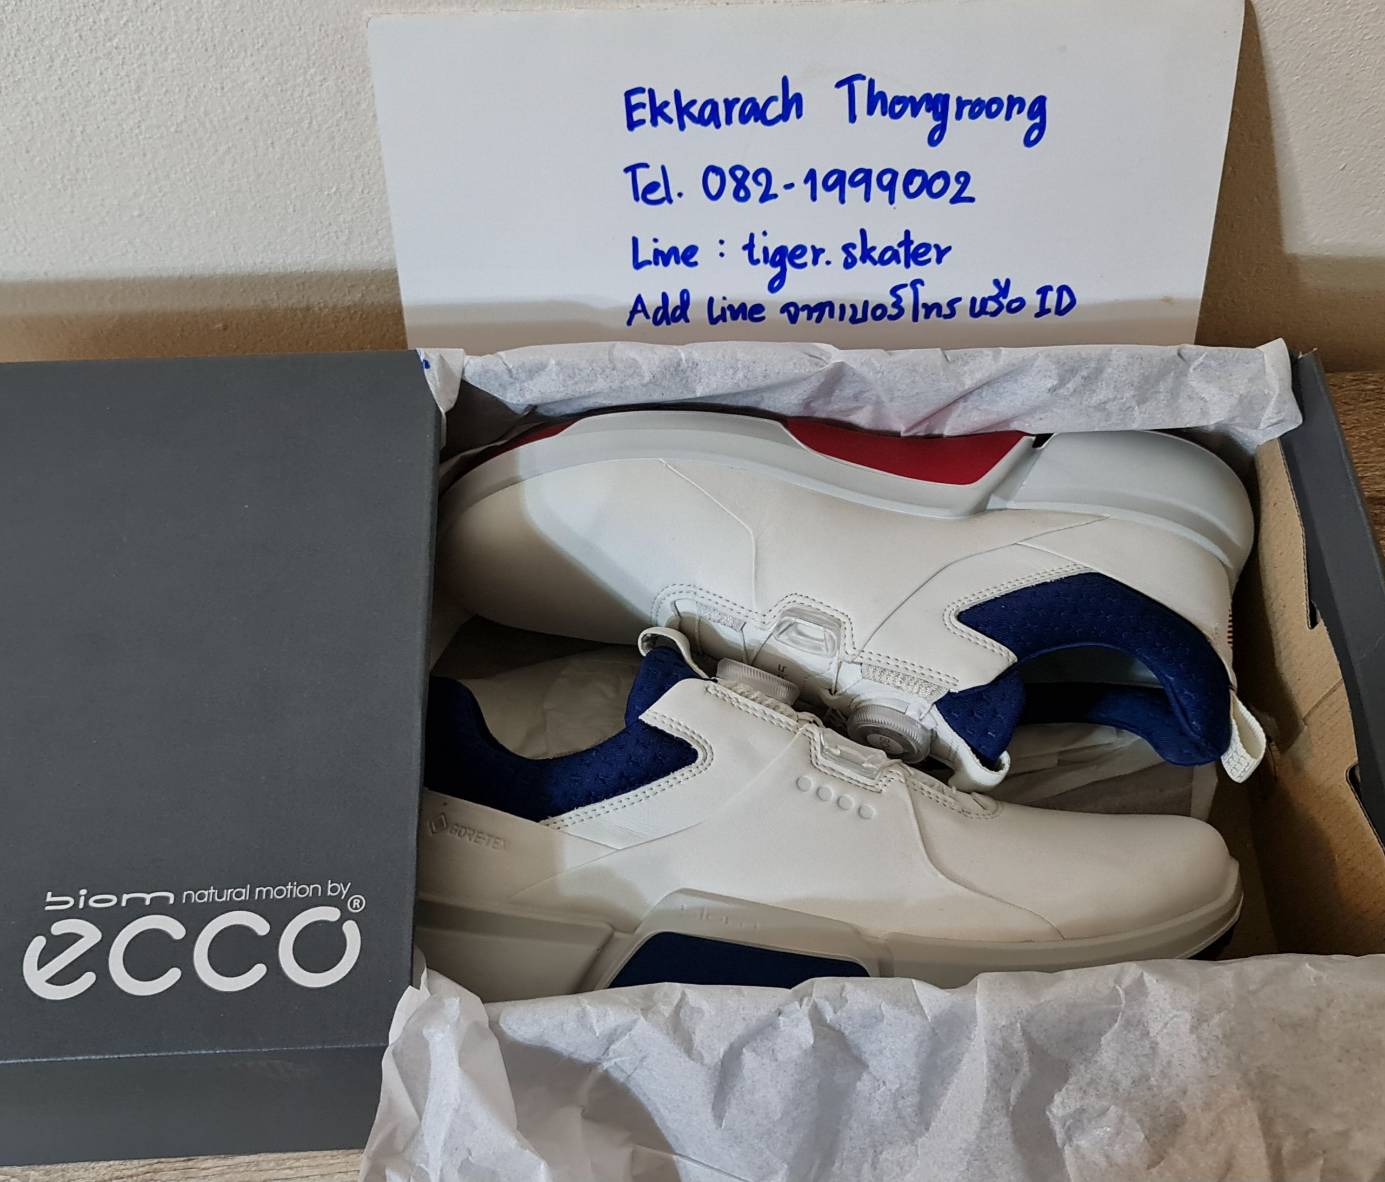 Ekkarach Thongroong
Tel. 082-1999002
Line : tiger.skater
Add Line จากเบอร์โทร หรือ ID
GORE-TEX
biom natural motion by
ecco®